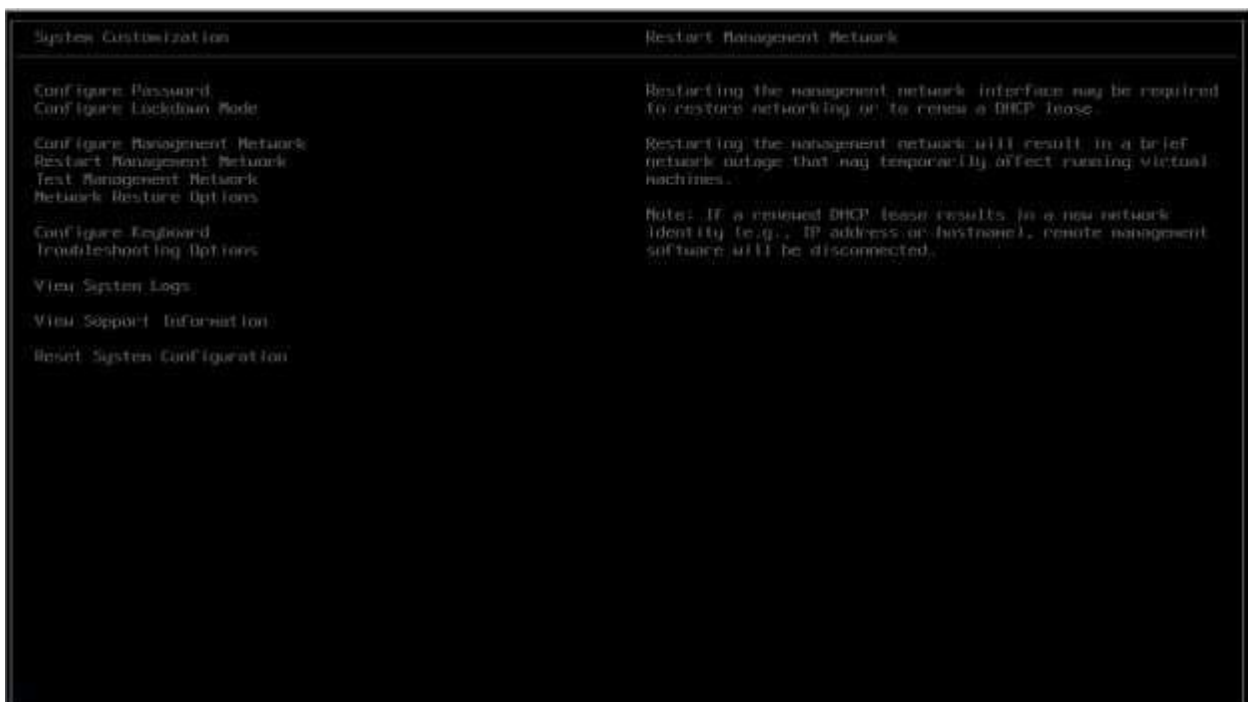 System Customization
Restart Management Network
Configure Password
Configure Lockdown Mode
Configure Management Network
Restart Management Network
Test Management Network
Network Restore Options
Configure Keyboard
Troubleshooting Options
View System Logs
View Support Information
Reset System Configuration
Restarting the management network interface may be required
to restore networking or to renew a DHCP lease.
Restarting the management network will result in a brief
network outage that may temporarily affect running virtual
machines.
Note: If a renewed DHCP lease results in a new network
identity (e.g., IP address or hostname), remote management
software will be disconnected.